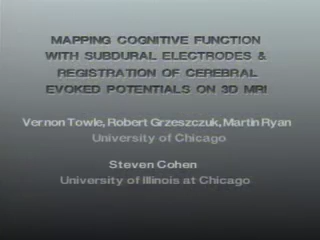 MAPPING COGNITIVE FUNCTION
WITH SUBDURAL ELECTRODES &
REGISTRATION OF CEREBRAL
EVOKED POTENTIALS ON 3D MRI
Vernon Towle, Robert Grzeszczuk, Martin Ryan
University of Chicago
Steven Cohen
University of Illinois at Chicago